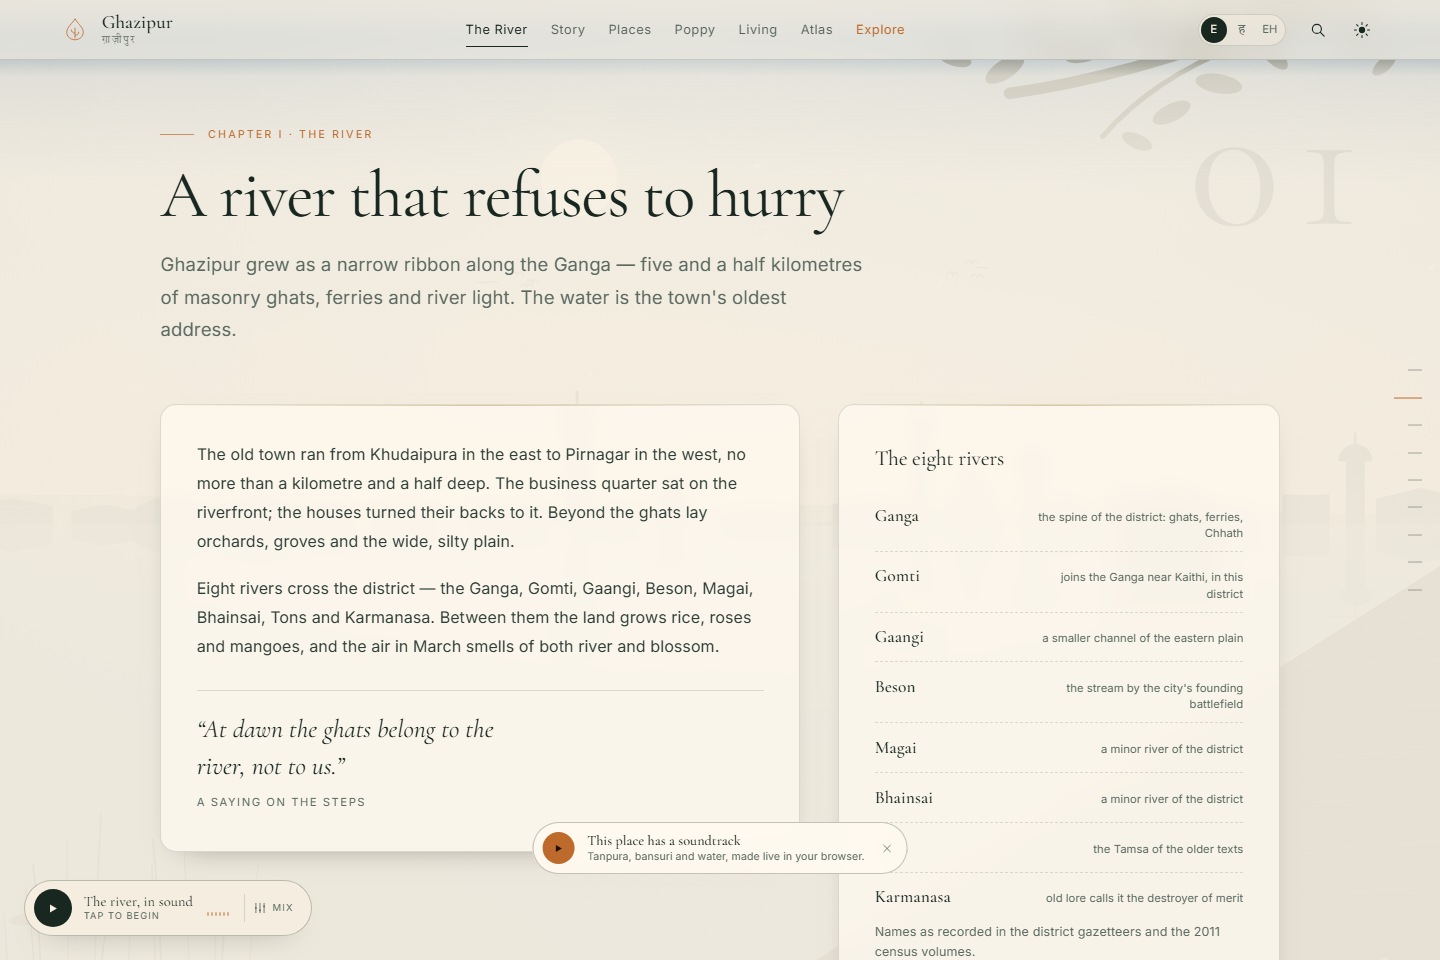 Ghazipur
ग़ाज़ीपुर
The River
Story
Places
Poppy
Living
Atlas
Explore
E
ह
EH
CHAPTER I · THE RIVER
01
A river that refuses to hurry
Ghazipur grew as a narrow ribbon along the Ganga — five and a half kilometres
of masonry ghats, ferries and river light. The water is the town's oldest
address.
The old town ran from Khudaipura in the east to Pirnagar in the west, no
more than a kilometre and a half deep. The business quarter sat on the
riverfront; the houses turned their backs to it. Beyond the ghats lay
orchards, groves and the wide, silty plain.
Eight rivers cross the district — the Ganga, Gomti, Gaangi, Beson, Magai,
Bhainsai, Tons and Karmanasa. Between them the land grows rice, roses
and mangoes, and the air in March smells of both river and blossom.
“At dawn the ghats belong to the
river, not to us.”
A SAYING ON THE STEPS
The eight rivers
Ganga
the spine of the district: ghats, ferries,
Chhath
Gomti
joins the Ganga near Kaithi, in this
district
Gaangi
a smaller channel of the eastern plain
Beson
the stream by the city's founding
battlefield
Magai
a minor river of the district
Bhainsai
a minor river of the district
the Tamsa of the older texts
Karmanasa
old lore calls it the destroyer of merit
Names as recorded in the district gazetteers and the 2011
census volumes.
This place has a soundtrack
Tanpura, bansuri and water, made live in your browser.
The river, in sound
TAP TO BEGIN
MIX